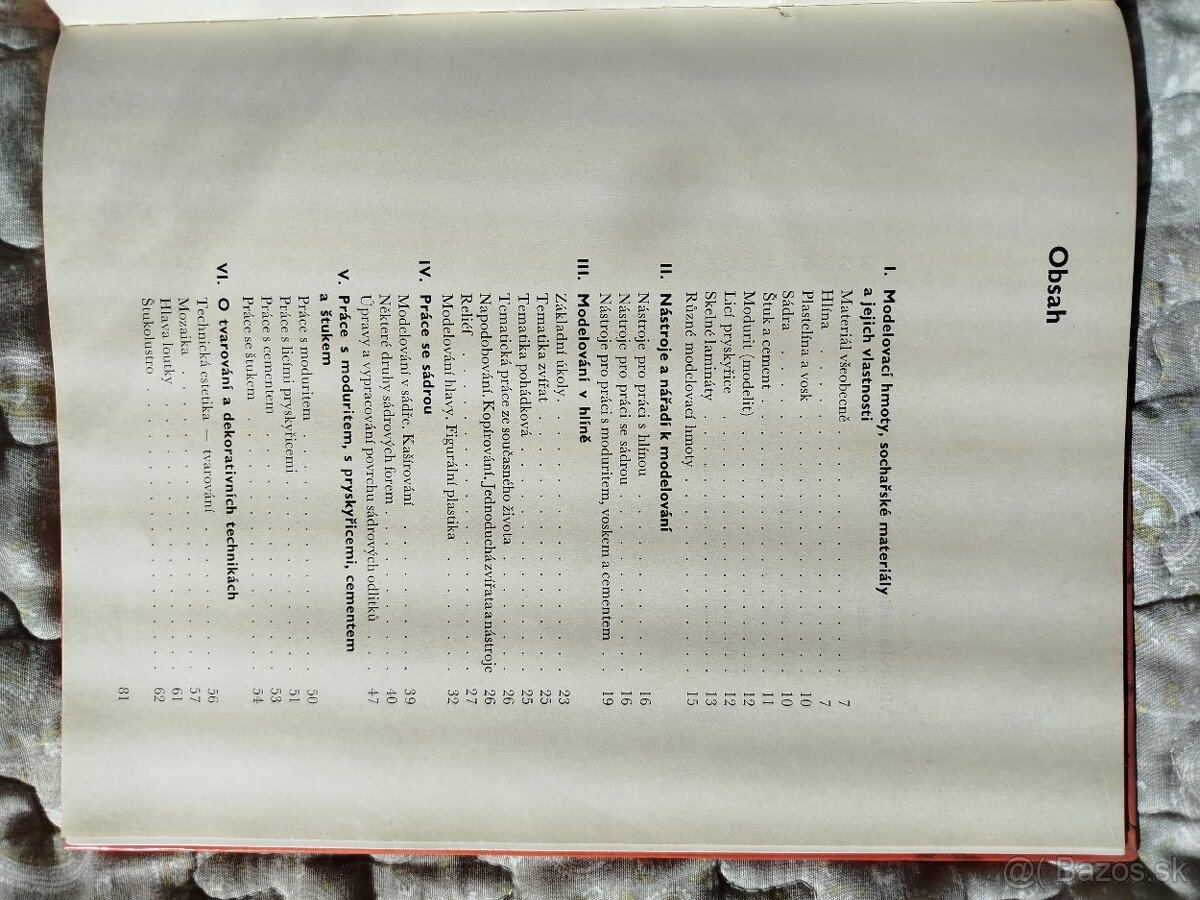 Obsah
I. Modelovací hmoty, sochařské materiály
a jejich vlastnosti
Materiál všeobecně . . . . . . . . . 7
Hlína . . . . . . . . . . . . . . 7
Plastelína a vosk . . . . . . . . . . 10
Sádra . . . . . . . . . . . . . . 10
Štuk a cement . . . . . . . . . . . 11
Modurit (modelit) . . . . . . . . . . 12
Licí pryskyřice . . . . . . . . . . . 12
Skelné lamináty . . . . . . . . . . . 13
Různé modelovací hmoty . . . . . . . . 15
II. Nástroje a nářadí k modelování
Nástroje pro práci s hlínou . . . . . . . . 16
Nástroje pro práci se sádrou . . . . . . . . 16
Nástroje pro práci s moduritem, voskem a cementem . . 19
III. Modelování v hlíně
Základní úkoly . . . . . . . . . . . 23
Tematika zvířat . . . . . . . . . . . 25
Tematika pohádková . . . . . . . . . . 25
Tematická práce ze současného života . . . . . . 26
Napodobování. Kopírování. Jednoduchá zvířata a nástroje 26
Reliéf . . . . . . . . . . . . . . 27
Modelování hlavy. Figurální plastika . . . . . . 32
IV. Práce se sádrou
Modelování v sádře. Kašírování . . . . . . . 39
Některé druhy sádrových forem . . . . . . . . 40
Úpravy a vypracování povrchu sádrových odlitků . . . 47
V. Práce s moduritem, s pryskyřicemi, cementem
a štukem
Práce s moduritem . . . . . . . . . . 50
Práce s licími pryskyřicemi . . . . . . . . 51
Práce s cementem . . . . . . . . . . 53
Práce se štukem . . . . . . . . . . . 54
VI. O tvarování a dekorativních technikách
Technická estetika — tvarování . . . . . . . 56
Mozaika . . . . . . . . . . . . . 57
Hlava loutky . . . . . . . . . . . . 61
Štukolustro . . . . . . . . . . . . 62
81
@( Bazos.sk